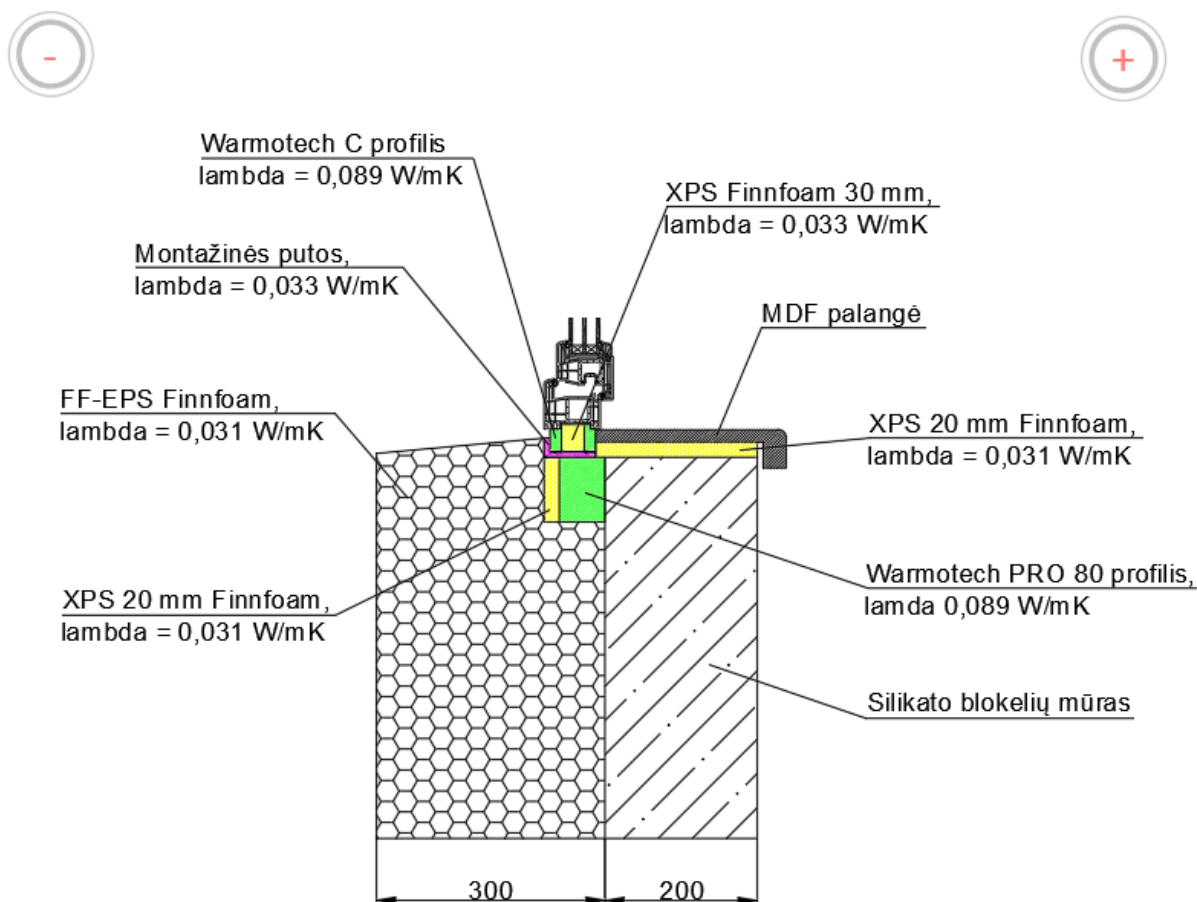 -
+
Warmotech C profilis
lambda = 0,089 W/mK
XPS Finnfoam 30 mm,
lambda = 0,033 W/mK
Montažinės putos,
lambda = 0,033 W/mK
MDF palangė
FF-EPS Finnfoam,
lambda = 0,031 W/mK
XPS 20 mm Finnfoam,
lambda = 0,031 W/mK
XPS 20 mm Finnfoam,
lambda = 0,031 W/mK
Warmotech PRO 80 profilis,
lamda 0,089 W/mK
Silikato blokelių mūras
300
200